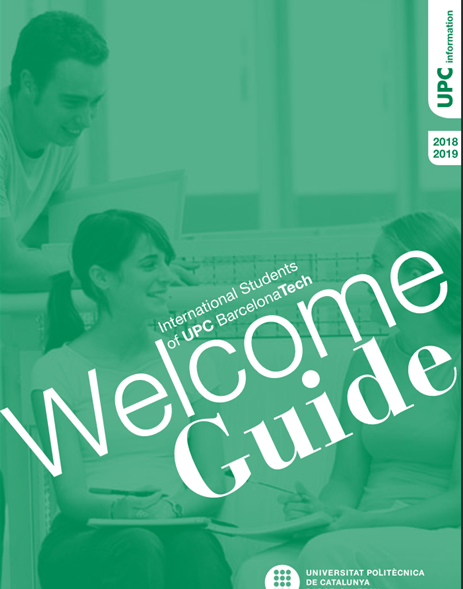 UPC information
2018
2019
International Students
of UPC BarcelonaTech
Welcome
Guide
UNIVERSITAT POLITÈCNICA
DE CATALUNYA